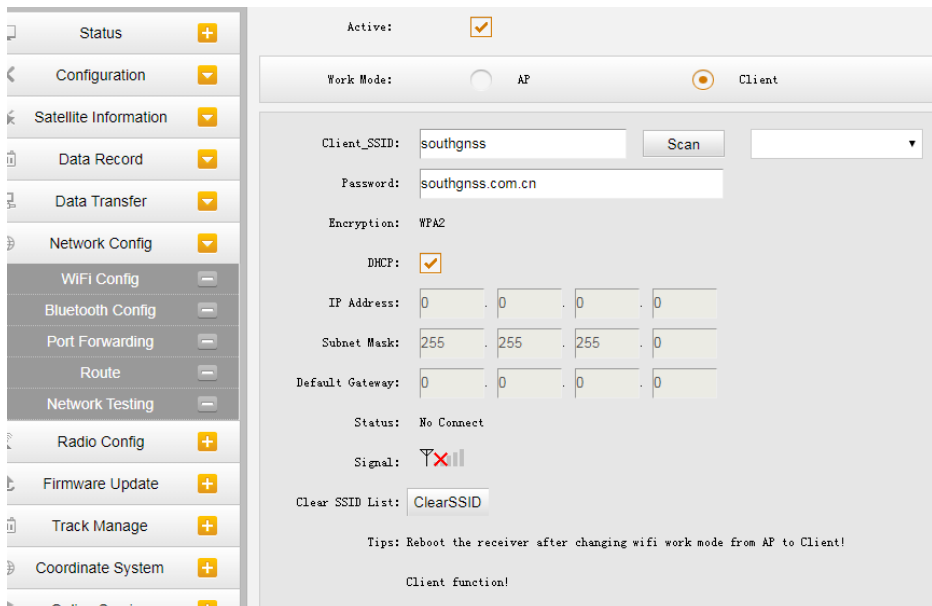 Status
Configuration
Satellite Information
Data Record
Data Transfer
Network Config
WiFi Config
Bluetooth Config
Port Forwarding
Route
Network Testing
Radio Config
Firmware Update
Track Manage
Coordinate System
Active:
Work Mode: AP Client
Client_SSID: southgnss Scan
Password: southgnss.com.cn
Encryption: WPA2
DHCP:
IP Address: 0 . 0 . 0 . 0
Subnet Mask: 255 . 255 . 255 . 0
Default Gateway: 0 . 0 . 0 . 0
Status: No Connect
Signal:
Clear SSID List: ClearSSID
Tips: Reboot the receiver after changing wifi work mode from AP to Client!
Client function!